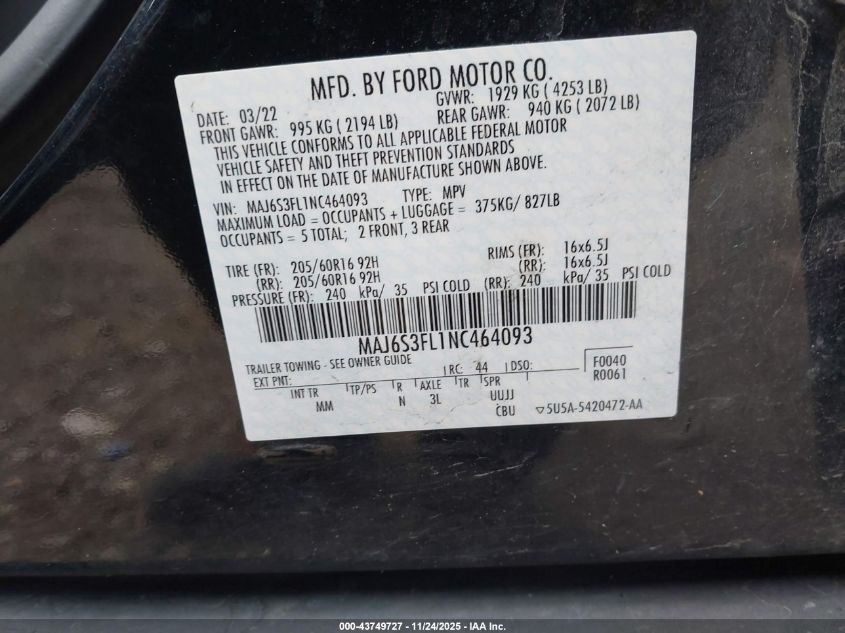 MFD. BY FORD MOTOR CO.
DATE: 03/22
GVWR: 1929 KG ( 4253 LB)
FRONT GAWR: 995 KG ( 2194 LB)
REAR GAWR: 940 KG ( 2072 LB)
THIS VEHICLE CONFORMS TO ALL APPLICABLE FEDERAL MOTOR
VEHICLE SAFETY AND THEFT PREVENTION STANDARDS
IN EFFECT ON THE DATE OF MANUFACTURE SHOWN ABOVE.
VIN: MAJ6S3FL1NC464093 TYPE: MPV
MAXIMUM LOAD = OCCUPANTS + LUGGAGE = 375KG/ 827LB
OCCUPANTS = 5 TOTAL; 2 FRONT, 3 REAR
TIRE (FR): 205/60R16 92H RIMS (FR): 16x6.5J
(RR): 205/60R16 92H (RR): 16x6.5J
PRESSURE (FR): 240 kPa/ 35 PSI COLD (RR): 240 kPa/ 35 PSI COLD
MAJ6S3FL1NC464093
TRAILER TOWING - SEE OWNER GUIDE
EXT PNT: RC: 44 DSO: F0040
R0061
INT TR TP/PS R AXLE TR SPR
MM N 3L UUJJ
CBU ▽5U5A-5420472-AA
000-43749727 - 11/24/2025 - IAA Inc.